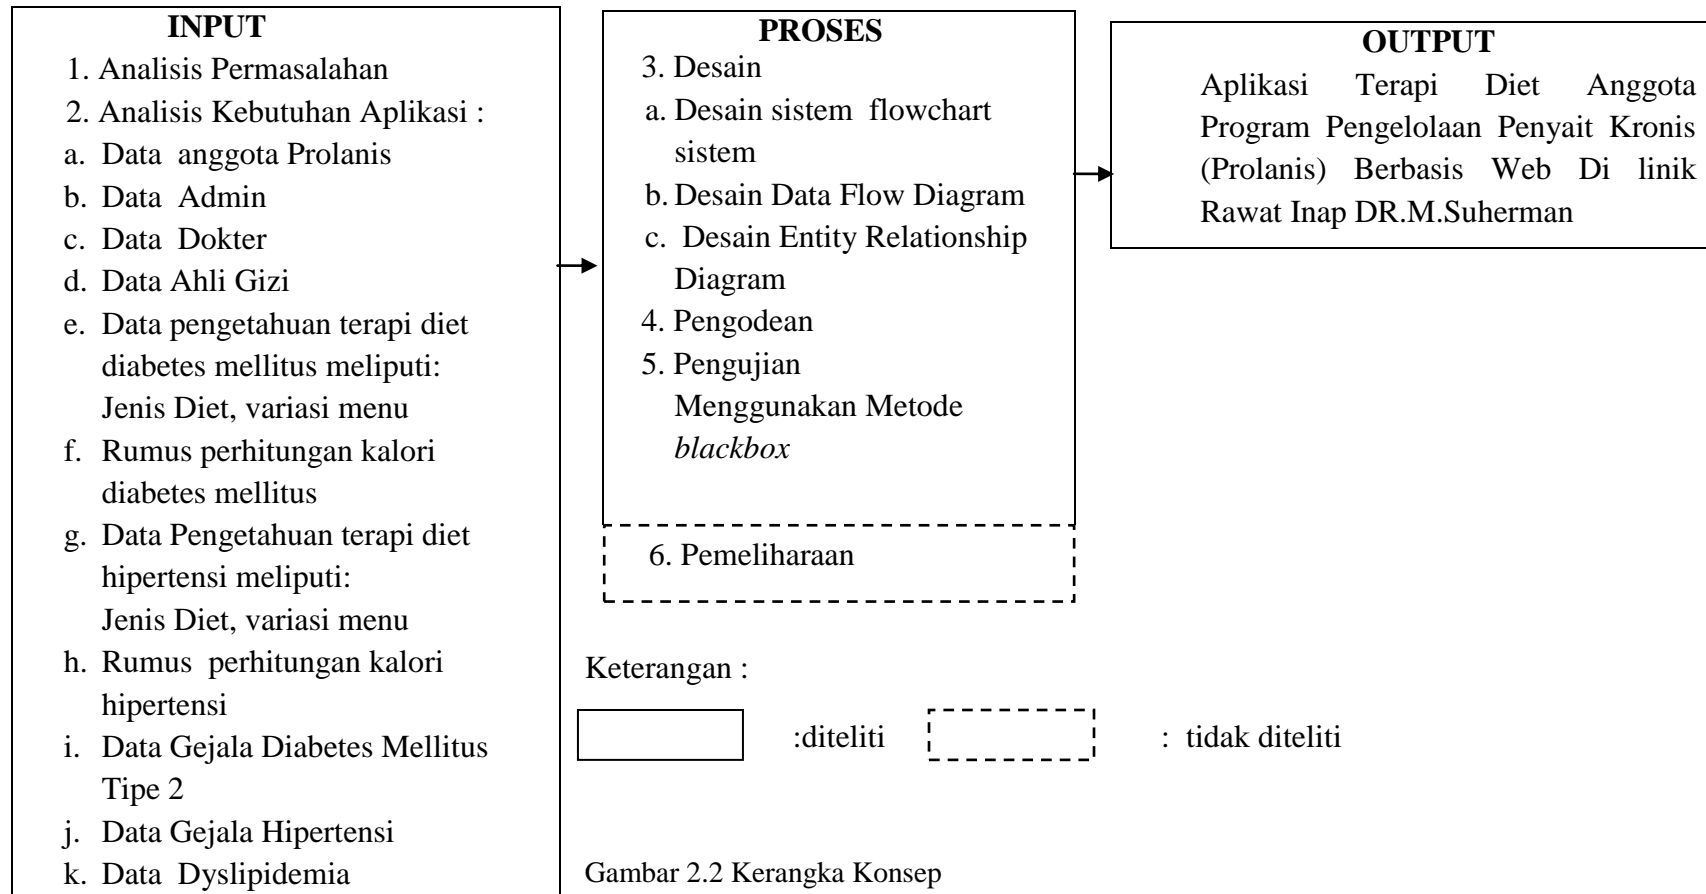 INPUT
1. Analisis Permasalahan
2. Analisis Kebutuhan Aplikasi :
a. Data anggota Prolanis
b. Data Admin
c. Data Dokter
d. Data Ahli Gizi
e. Data pengetahuan terapi diet
diabetes mellitus meliputi:
Jenis Diet, variasi menu
f. Rumus perhitungan kalori
diabetes mellitus
g. Data Pengetahuan terapi diet
hipertensi meliputi:
Jenis Diet, variasi menu
h. Rumus perhitungan kalori
hipertensi
i. Data Gejala Diabetes Mellitus
Tipe 2
j. Data Gejala Hipertensi
k. Data Dyslipidemia
PROSES
3. Desain
a. Desain sistem flowchart
sistem
b. Desain Data Flow Diagram
c. Desain Entity Relationship
Diagram
4. Pengodean
5. Pengujian
Menggunakan Metode
blackbox
6. Pemeliharaan
OUTPUT
Aplikasi Terapi Diet Anggota
Program Pengelolaan Penyait Kronis
(Prolanis) Berbasis Web Di linik
Rawat Inap DR.M.Suherman
Keterangan :
:diteliti : tidak diteliti
Gambar 2.2 Kerangka Konsep